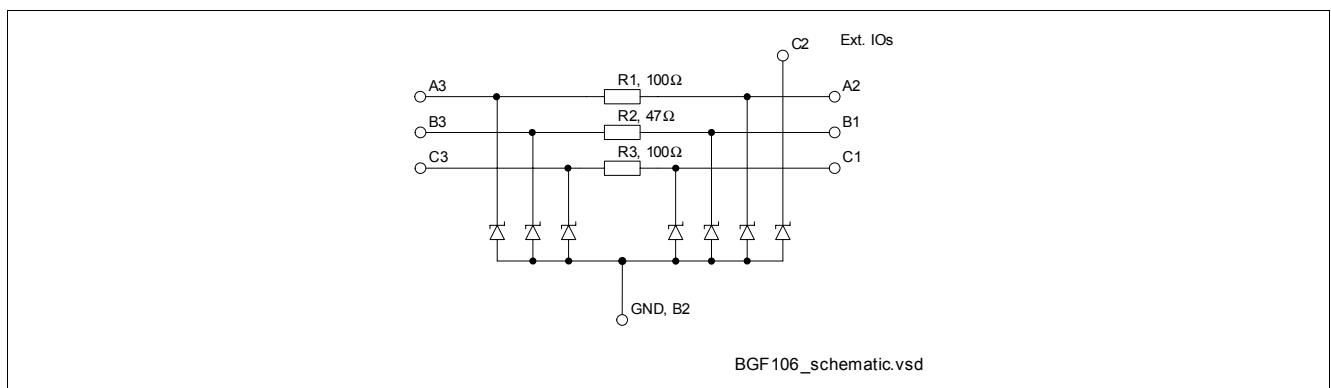 C2 Ext. IOs
A3 R1, 100Ω A2
B3 R2, 47Ω B1
C3 R3, 100Ω C1
GND, B2
BGF106_schematic.vsd